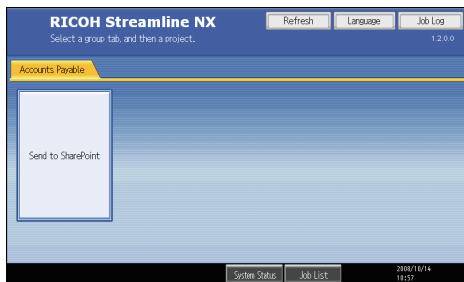 RICOH Streamline NX
Refresh
Language
Job Log
Select a group tab, and then a project.
1.2.0.0
Accounts Payable
Send to SharePoint
System Status
Job List
2008/10/14
10:57